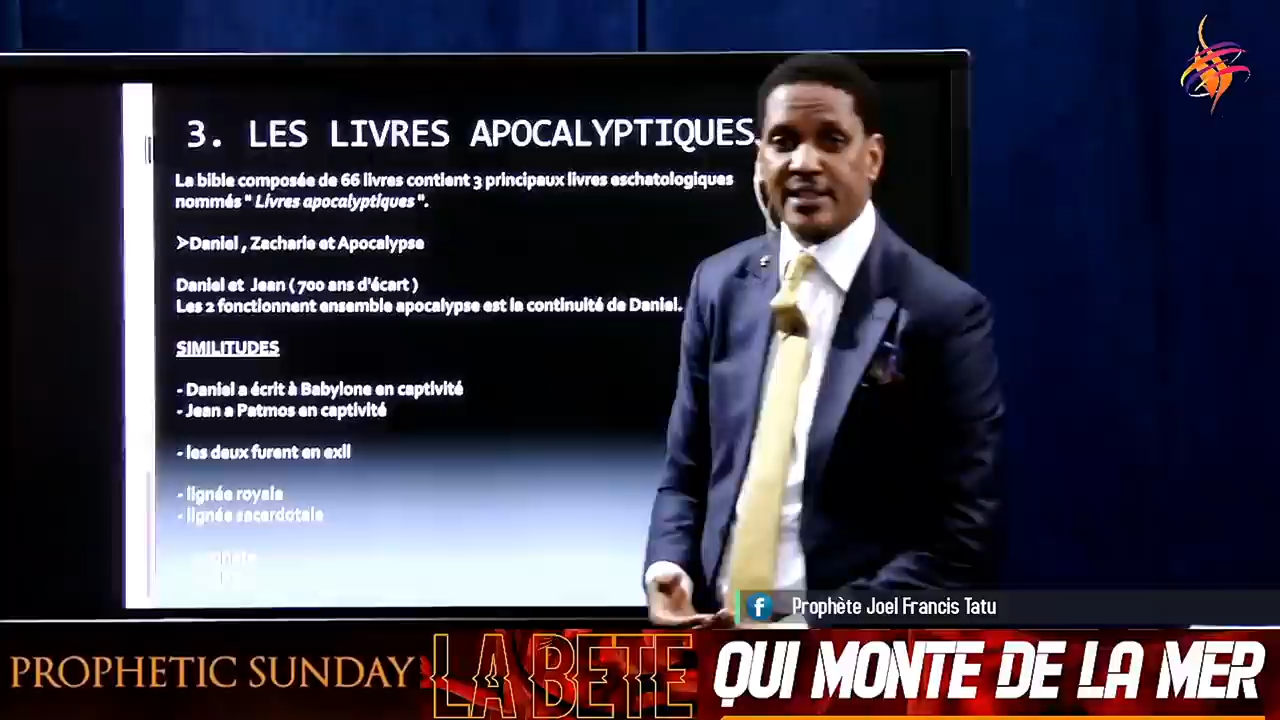 3. LES LIVRES APOCALYPTIQUES
La bible composée de 66 livres contient 3 principaux livres eschatologiques
nommés " Livres apocalyptiques ".
➢Daniel , Zacharie et Apocalypse
Daniel et Jean ( 700 ans d'écart )
Les 2 fonctionnent ensemble apocalypse est la continuité de Daniel.
SIMILITUDES
- Daniel a écrit à Babylone en captivité
- Jean a Patmos en captivité
- les deux furent en exil
- lignée royale
- lignée sacerdotale
Prophète Joel Francis Tatu
PROPHETIC SUNDAY LA BETE QUI MONTE DE LA MER